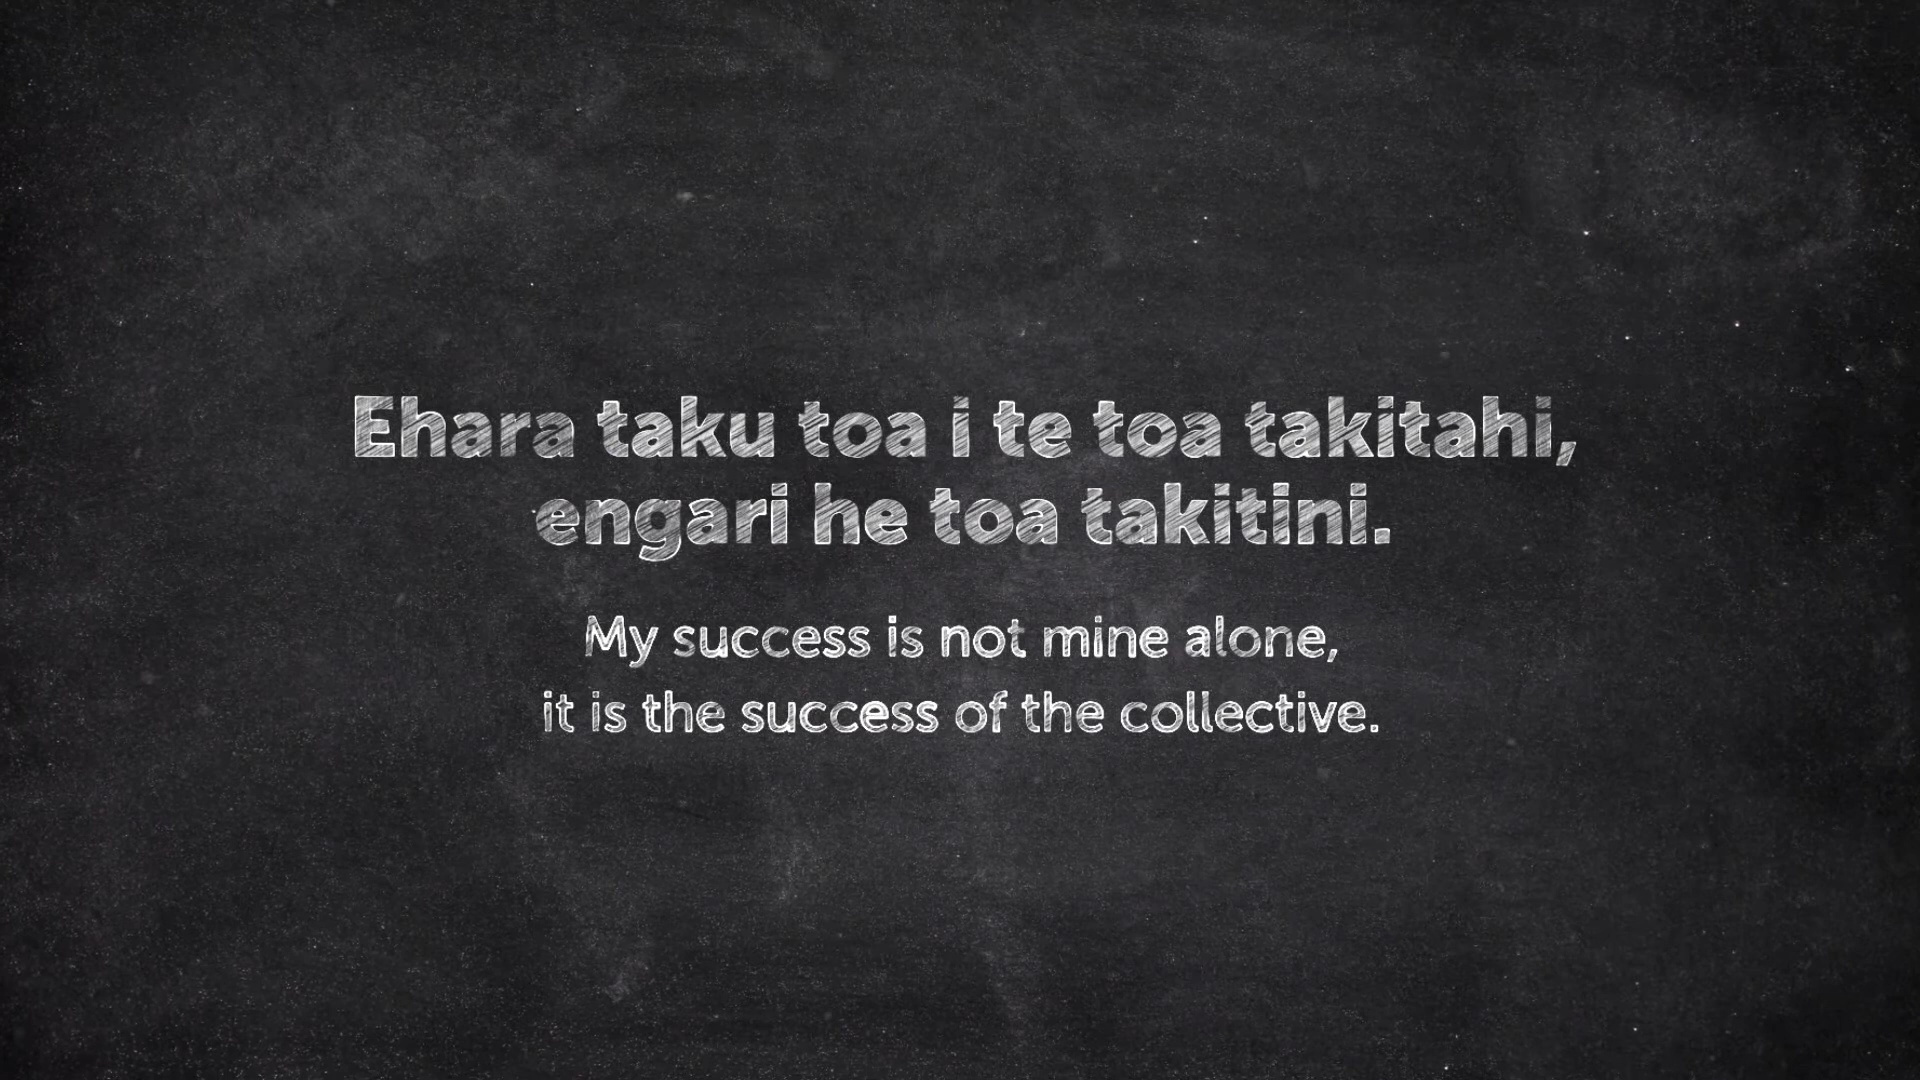 Ehara taku toa i te toa takitahi,
engari he toa takitini.
My success is not mine alone,
it is the success of the collective.